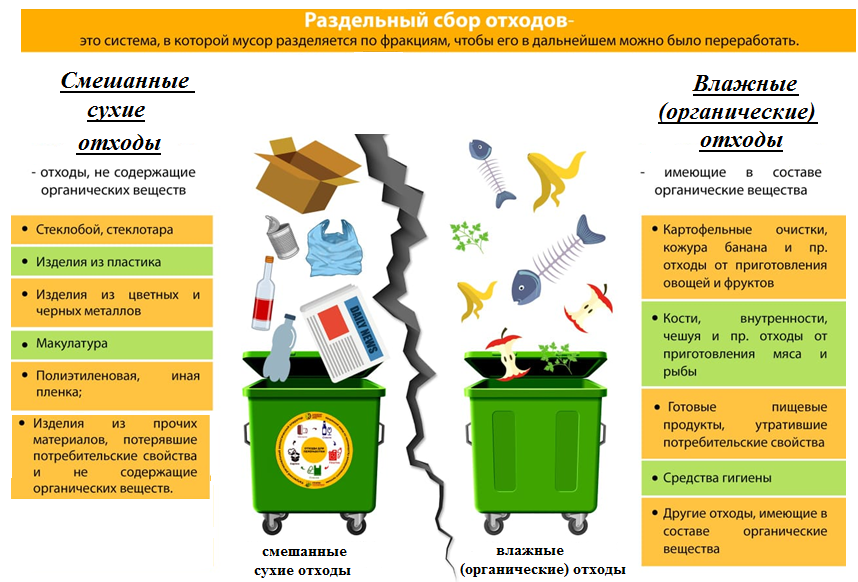 Раздельный сбор отходов-
это система, в которой мусор разделяется по фракциям, чтобы его в дальнейшем можно было переработать.
Смешанные
сухие
отходы
- отходы, не содержащие
органических веществ
• Стеклобой, стеклотара
• Изделия из пластика
• Изделия из цветных и
черных металлов
• Макулатура
• Полиэтиленовая, иная
пленка;
• Изделия из прочих
материалов, потерявшие
потребительские свойства
и не содержащие
органических веществ.
DAILY NEWS
смешанные
сухие отходы
влажные
(органические) отходы
Влажные
(органические)
отходы
- имеющие в составе
органические вещества
• Картофельные очистки,
кожура банана и пр.
отходы от приготовления
овощей и фруктов
• Кости, внутренности,
чешуя и пр. отходы от
приготовления мяса и
рыбы
• Готовые пищевые
продукты, утратившие
потребительские свойства
• Средства гигиены
• Другие отходы, имеющие в
составе органические
вещества